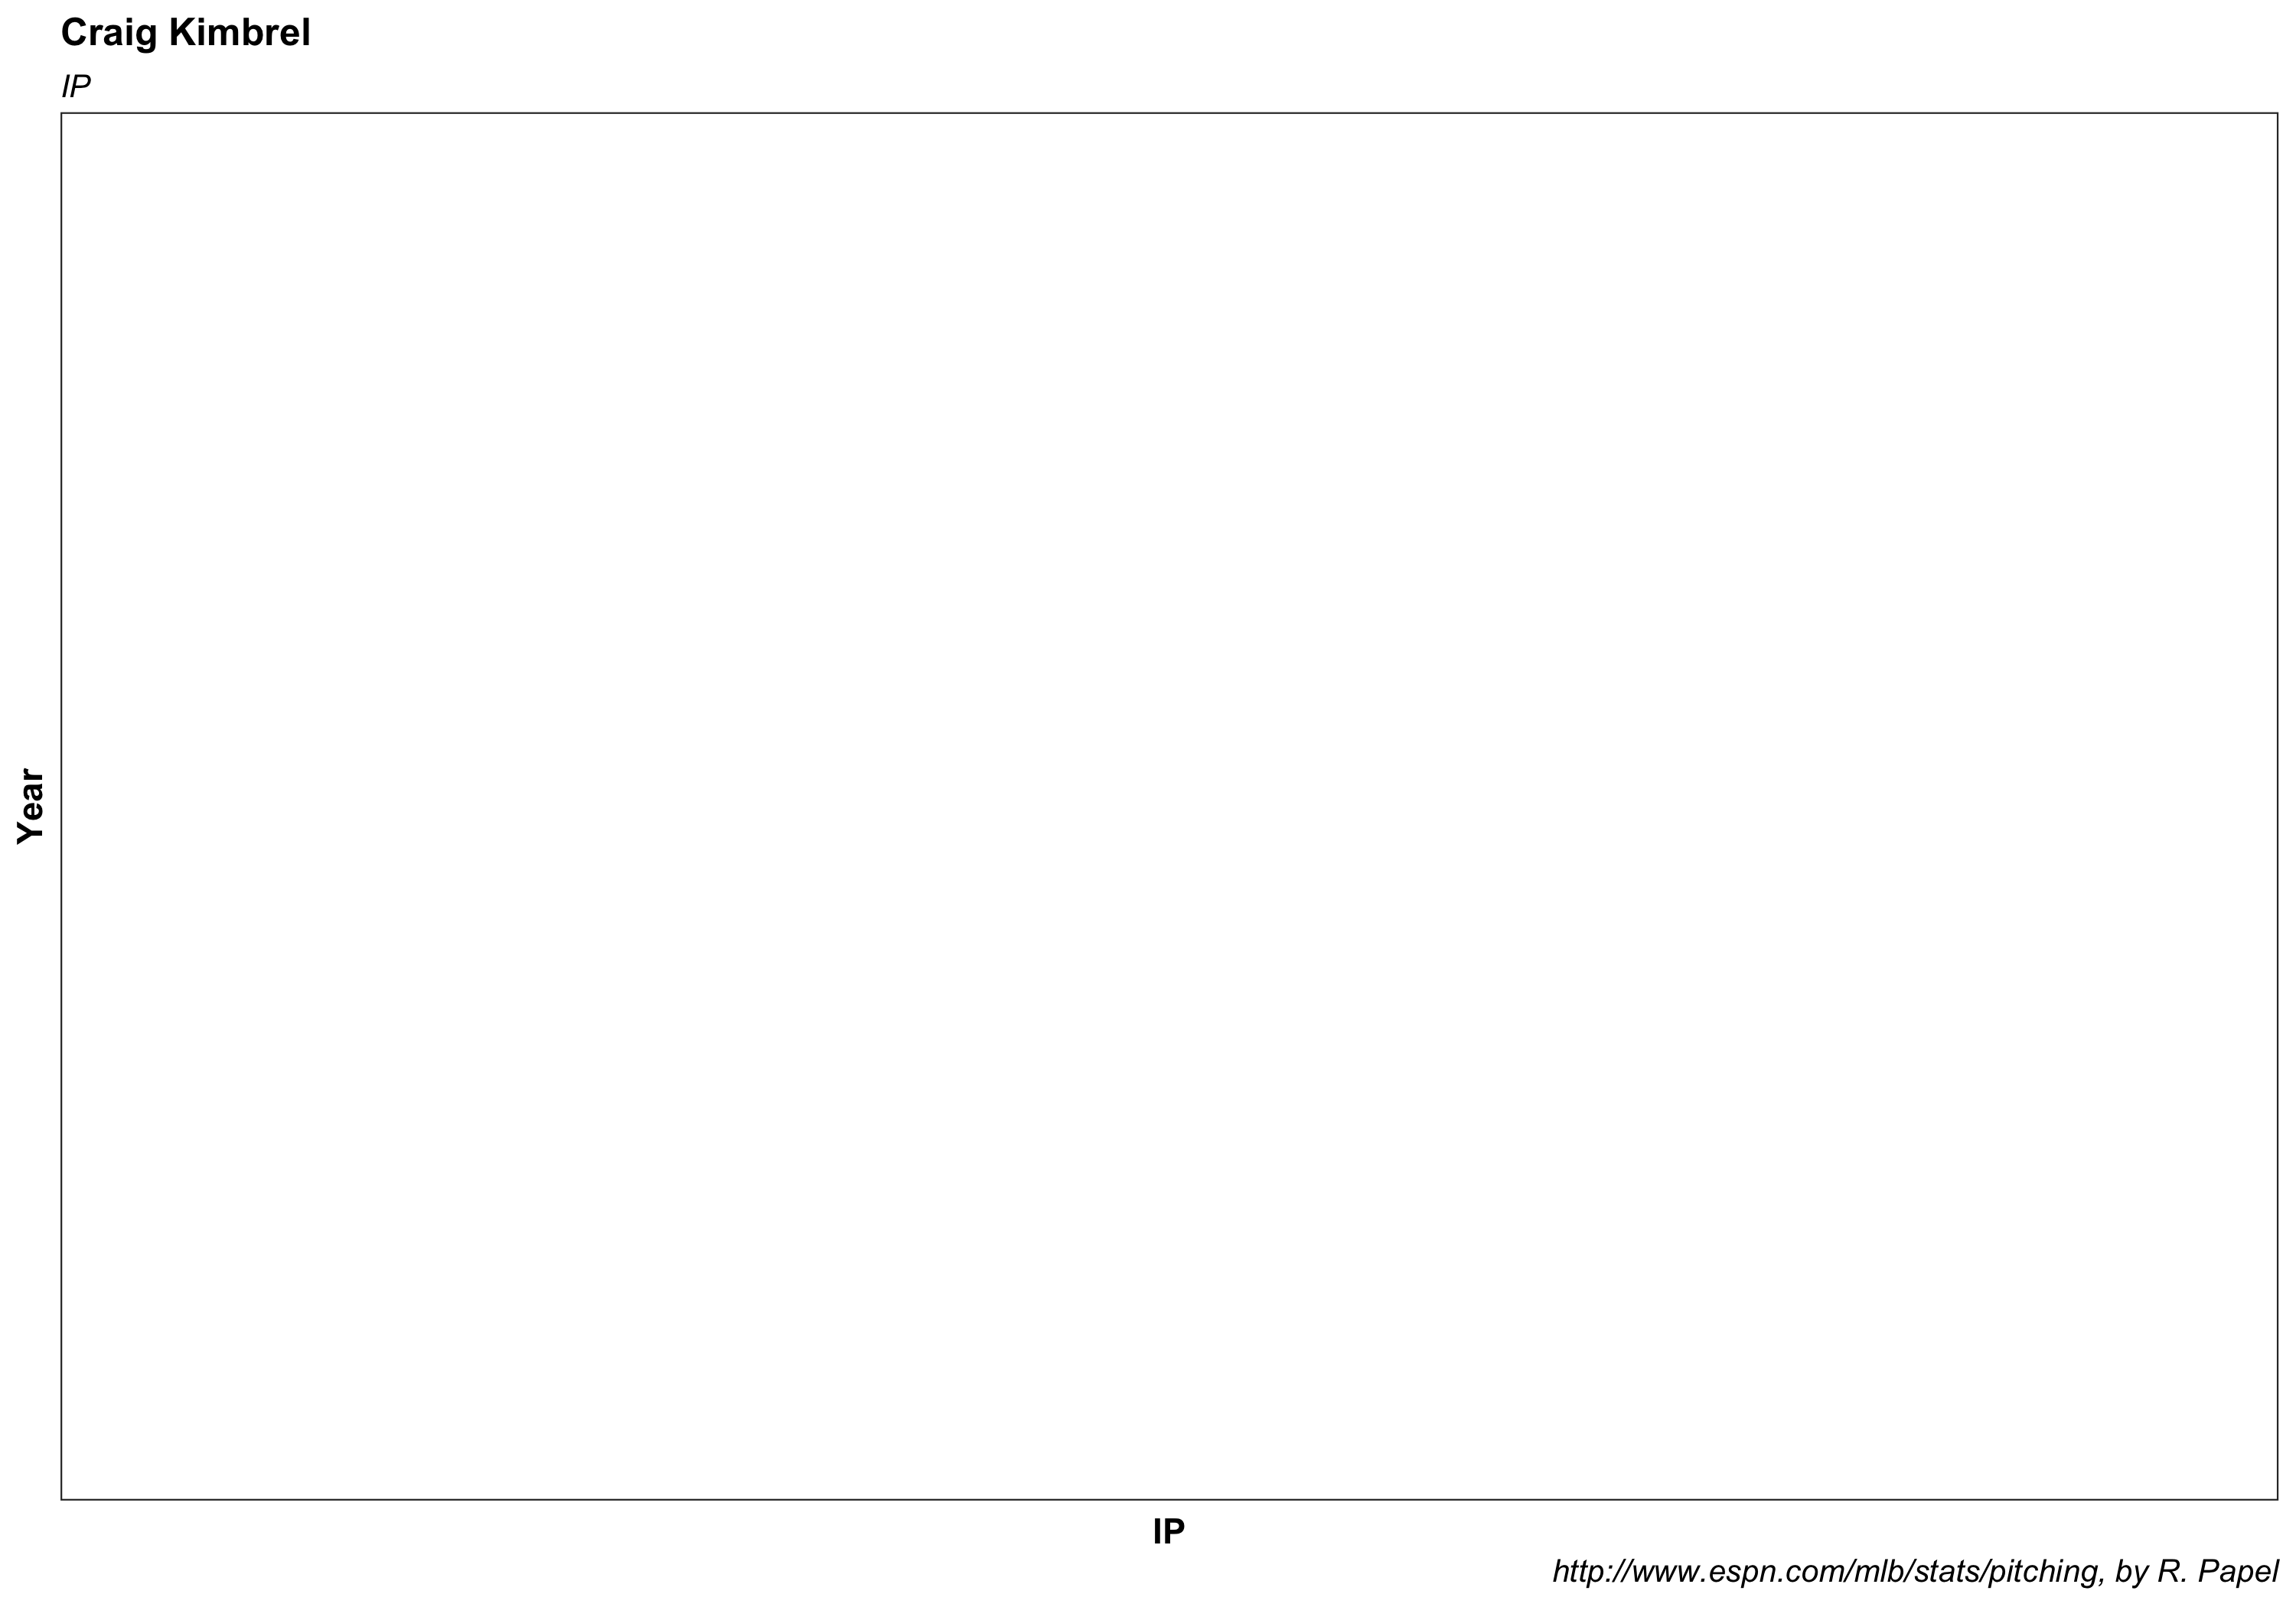 Craig Kimbrel
IP
Year
IP
http://www.espn.com/mlb/stats/pitching, by R. Papel